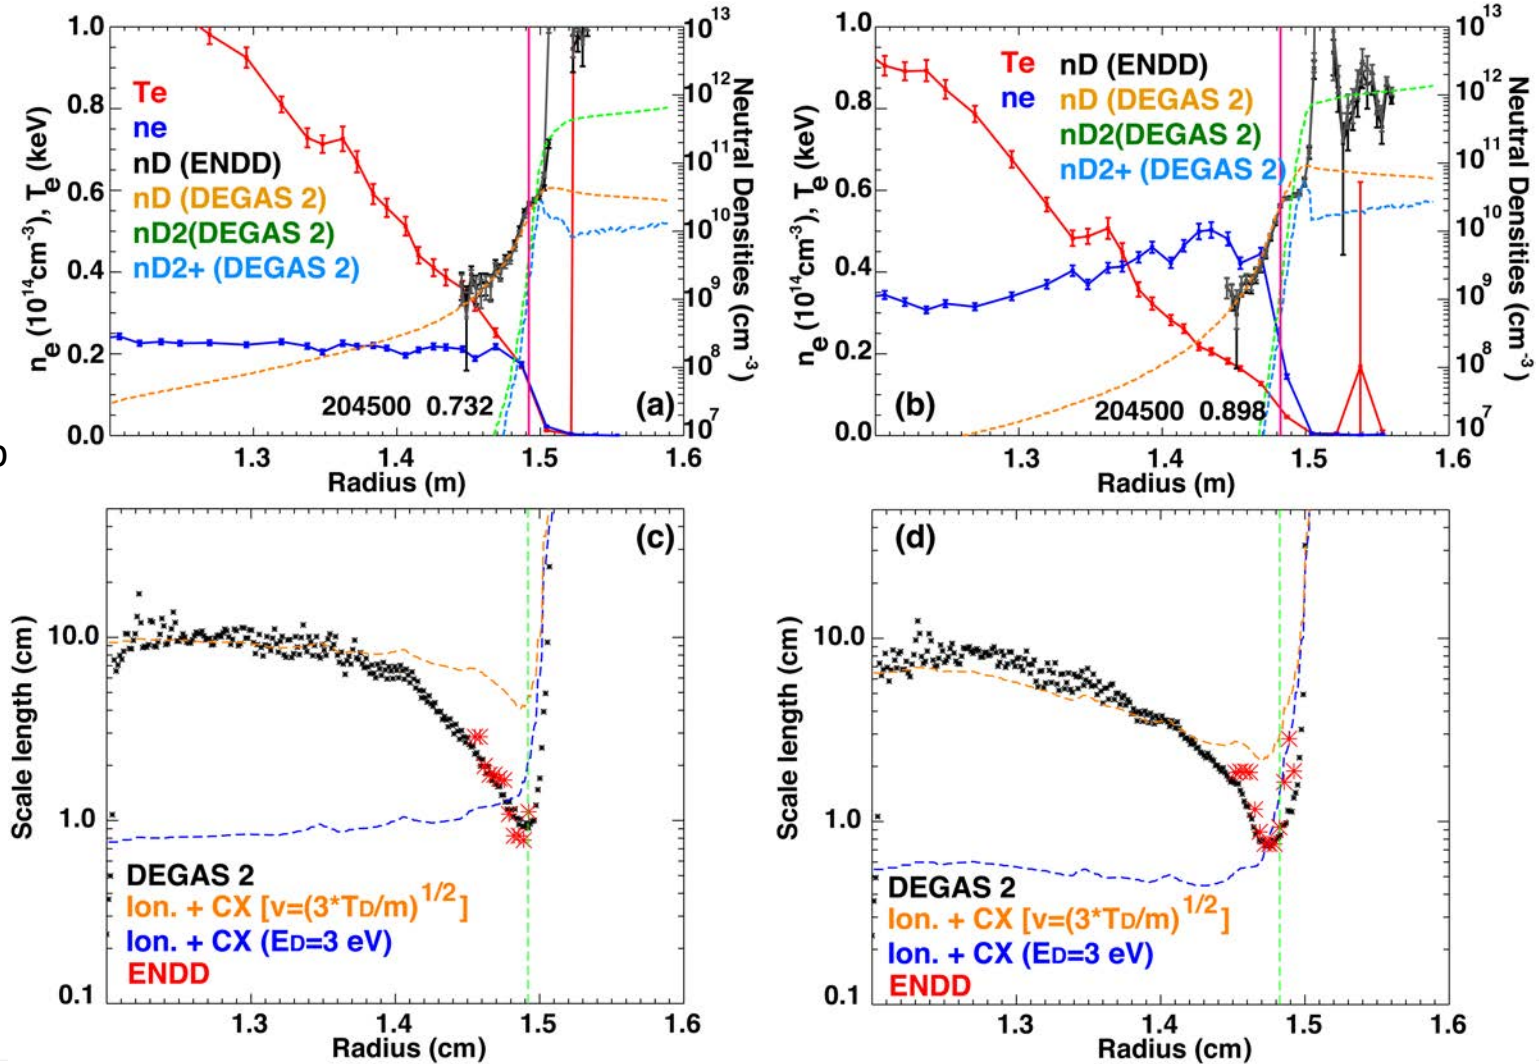 1.0
0.8
0.6
0.4
0.2
0.0
n_e (10^14 cm^-3), T_e (keV)
Te
ne
nD (ENDD)
nD (DEGAS 2)
nD2(DEGAS 2)
nD2+ (DEGAS 2)
204500 0.732
(a)
10^13
10^12
10^11
10^10
10^9
10^8
10^7
Neutral Densities (cm^-3)
1.3 1.4 1.5 1.6
Radius (m)
1.0
0.8
0.6
0.4
0.2
0.0
n_e (10^14 cm^-3), T_e (keV)
Te
ne
nD (ENDD)
nD (DEGAS 2)
nD2(DEGAS 2)
nD2+ (DEGAS 2)
(b)
204500 0.898
10^13
10^12
10^11
10^10
10^9
10^8
10^7
Neutral Densities (cm^-3)
1.3 1.4 1.5 1.6
Radius (m)
(c)
10.0
1.0
0.1
Scale length (cm)
DEGAS 2
Ion. + CX [v=(3*TD/m)^1/2]
Ion. + CX (ED=3 eV)
ENDD
1.3 1.4 1.5 1.6
Radius (cm)
(d)
10.0
1.0
0.1
Scale length (cm)
DEGAS 2
Ion. + CX [v=(3*TD/m)^1/2]
Ion. + CX (ED=3 eV)
ENDD
1.3 1.4 1.5 1.6
Radius (cm)